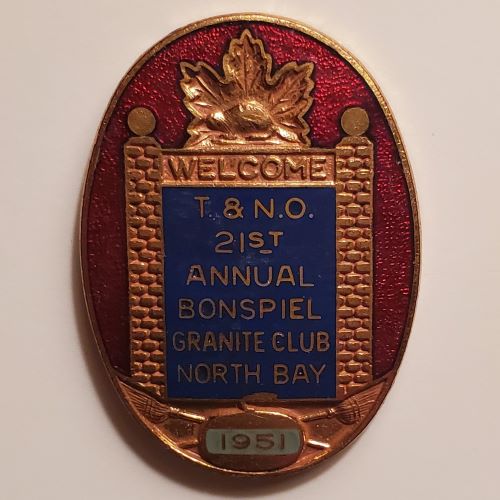 WELCOME
T. & N.O.
21ST
ANNUAL
BONSPIEL
GRANITE CLUB
NORTH BAY
1951